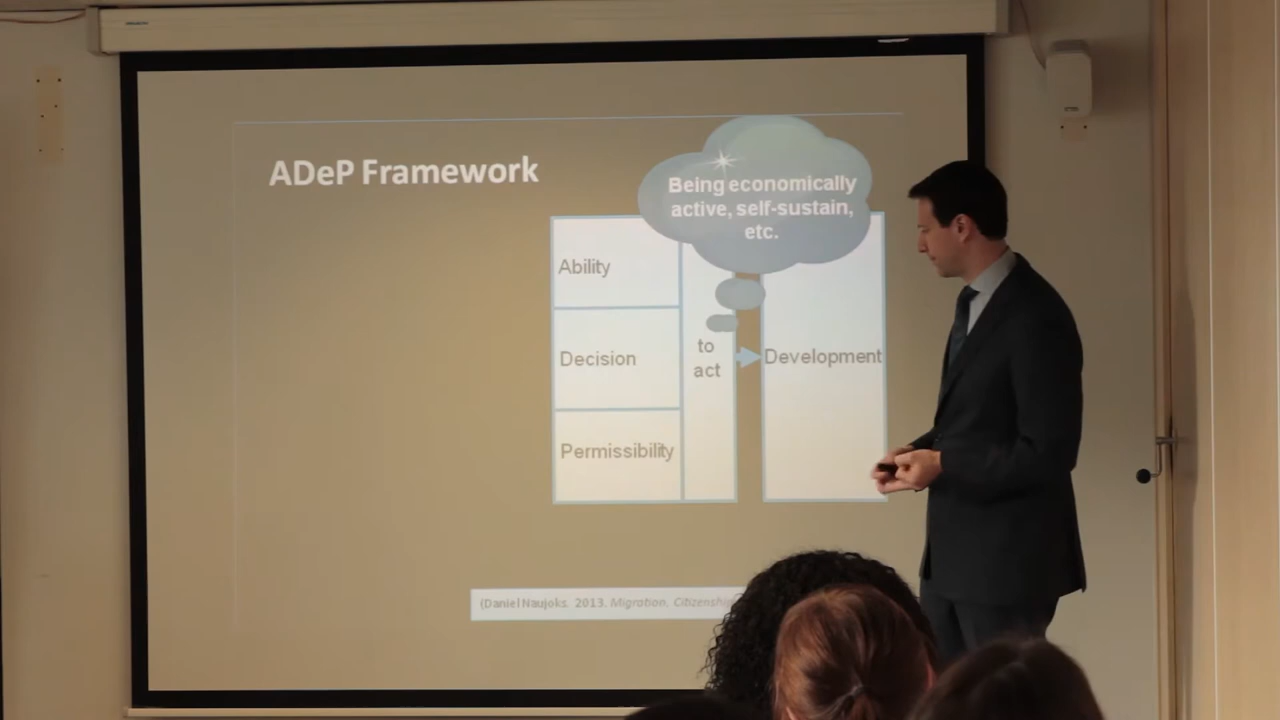 ADeP Framework
Being economically
active, self-sustain,
etc.
Ability
Decision
Permissibility
to
act
Development
(Daniel Naujoks. 2013. Migration, Citizenship